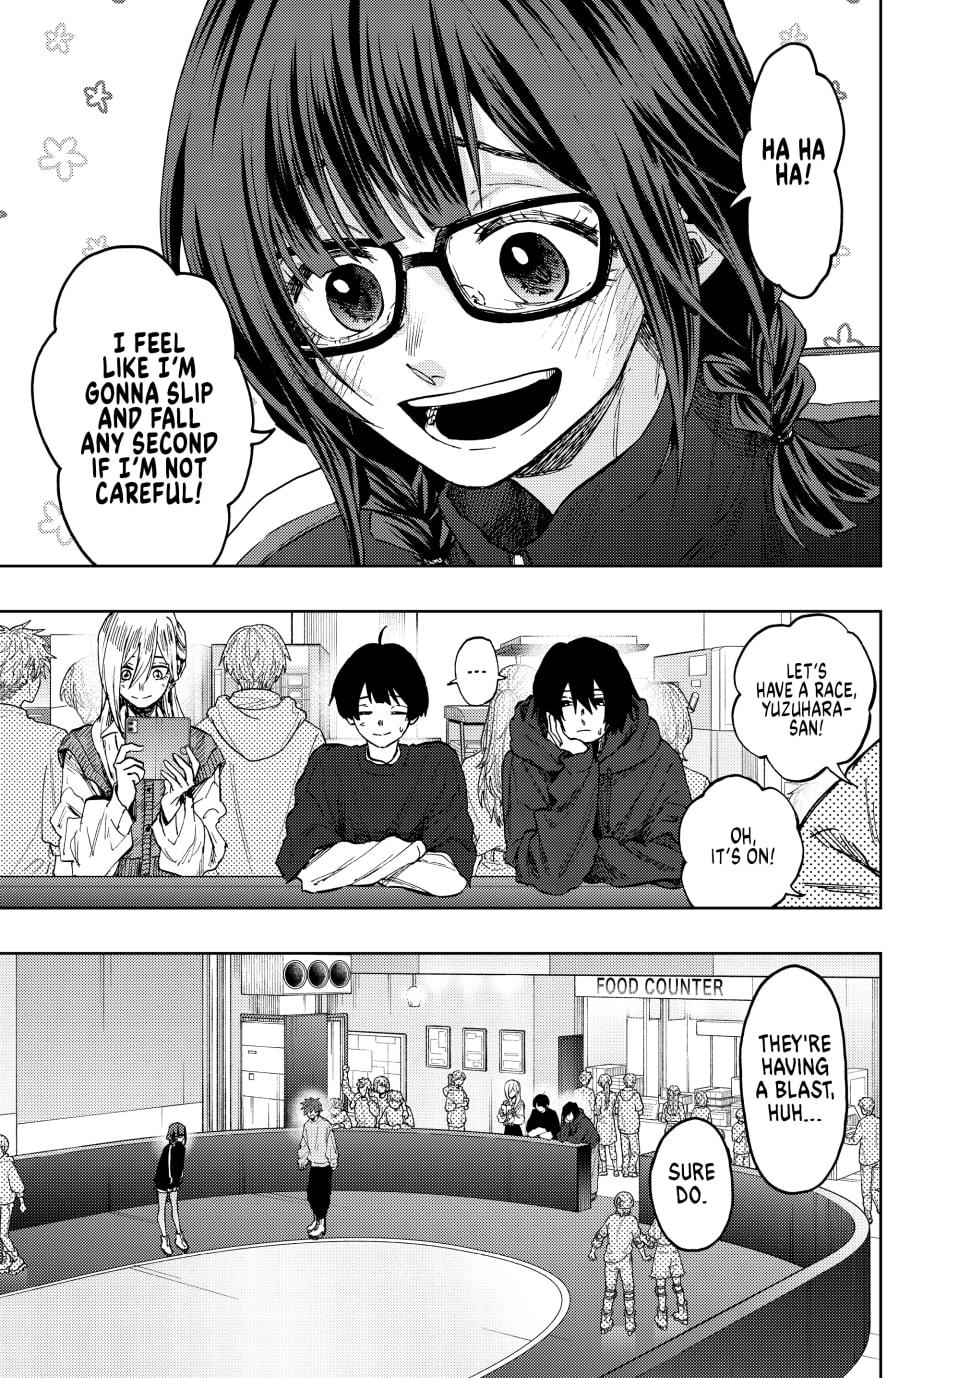 HA HA
HA!
I FEEL
LIKE I'M
GONNA SLIP
AND FALL
ANY SECOND
IF I'M NOT
CAREFUL!
LET'S
HAVE A RACE,
YUZUHARA-
SAN!
OH,
IT'S ON!
---
FOOD COUNTER
THEY'RE
HAVING
A BLAST,
HUH...
SURE
DO.